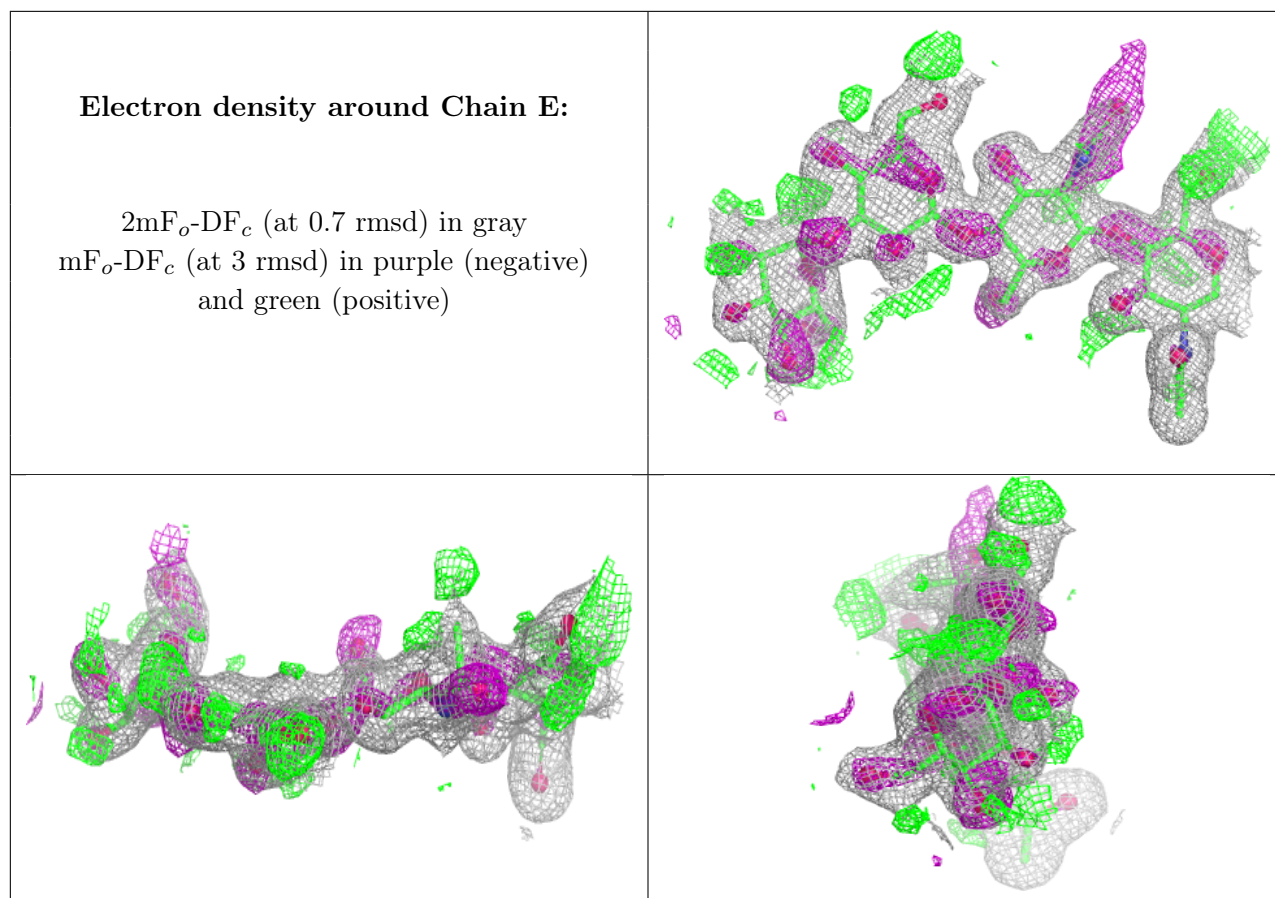 Electron density around Chain E:
2mFₒ-DF𝒸 (at 0.7 rmsd) in gray
mFₒ-DF𝒸 (at 3 rmsd) in purple (negative)
and green (positive)